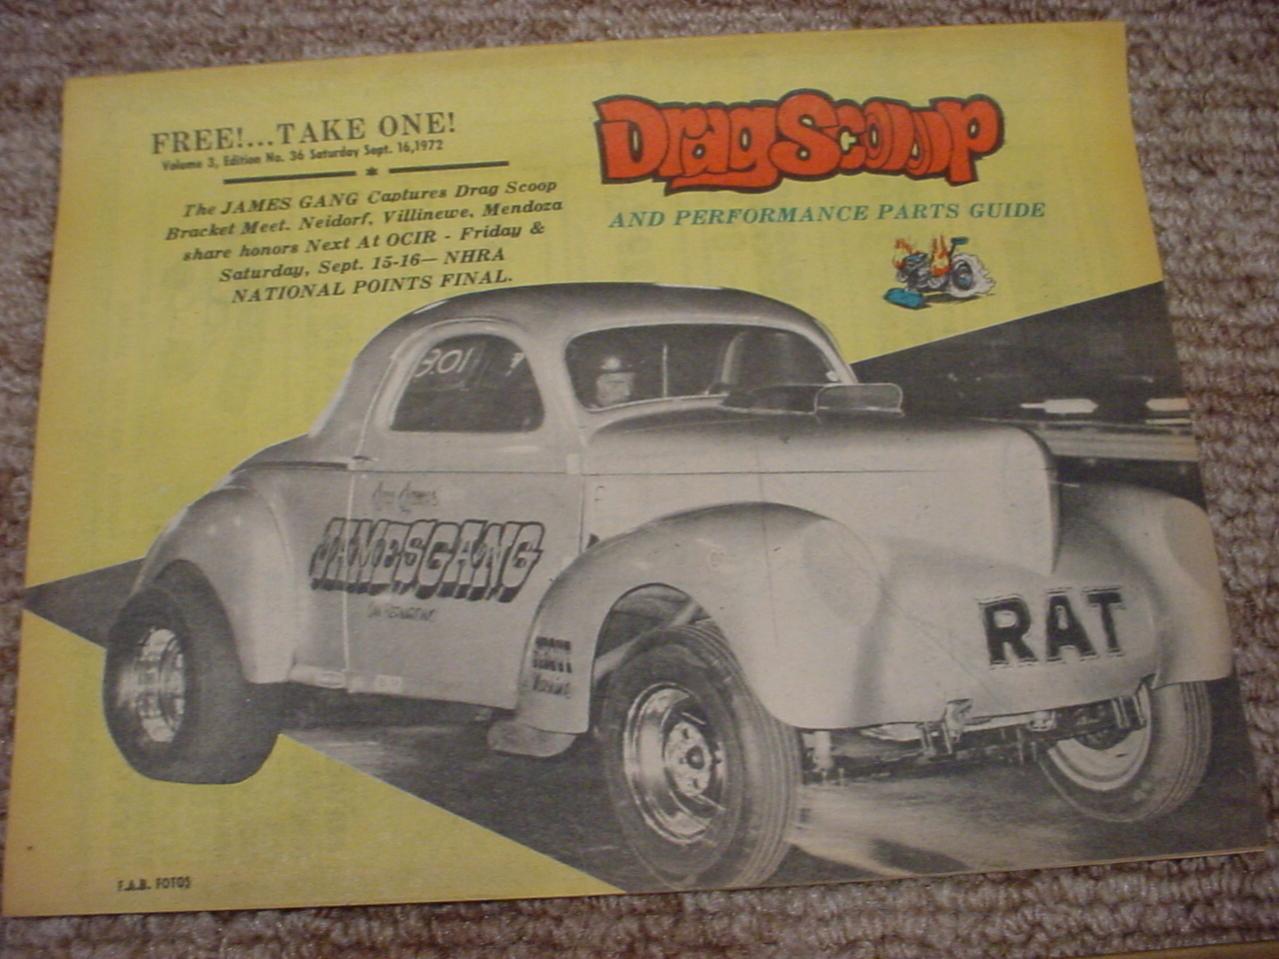 FREE!...TAKE ONE!
Volume 3, Edition No. 36 Saturday Sept. 16,1972
The JAMES GANG Captures Drag Scoop
Bracket Meet. Neidorf, Villinewe, Mendoza
share honors Next At OCIR - Friday &
Saturday, Sept. 15-16— NHRA
NATIONAL POINTS FINAL.
DragScoop
AND PERFORMANCE PARTS GUIDE
301
JAMES GANG
RAT
F.A.B. FOTOS